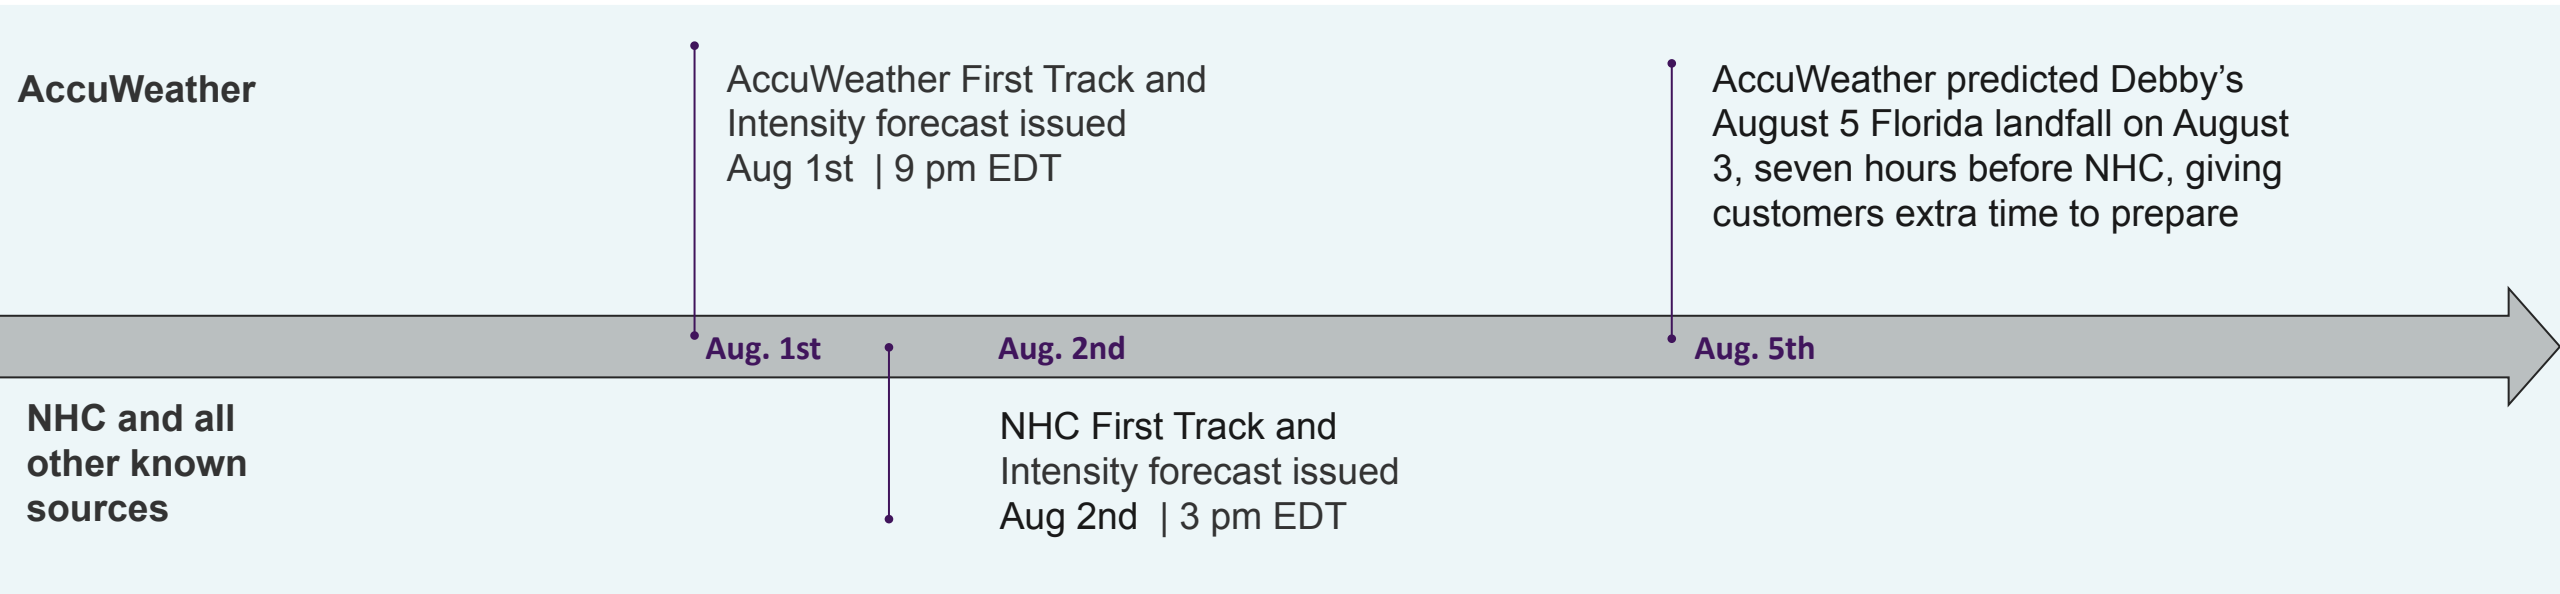 AccuWeather
AccuWeather First Track and
Intensity forecast issued
Aug 1st | 9 pm EDT
AccuWeather predicted Debby’s
August 5 Florida landfall on August
3, seven hours before NHC, giving
customers extra time to prepare
Aug. 1st
Aug. 2nd
Aug. 5th
NHC and all
other known
sources
NHC First Track and
Intensity forecast issued
Aug 2nd | 3 pm EDT